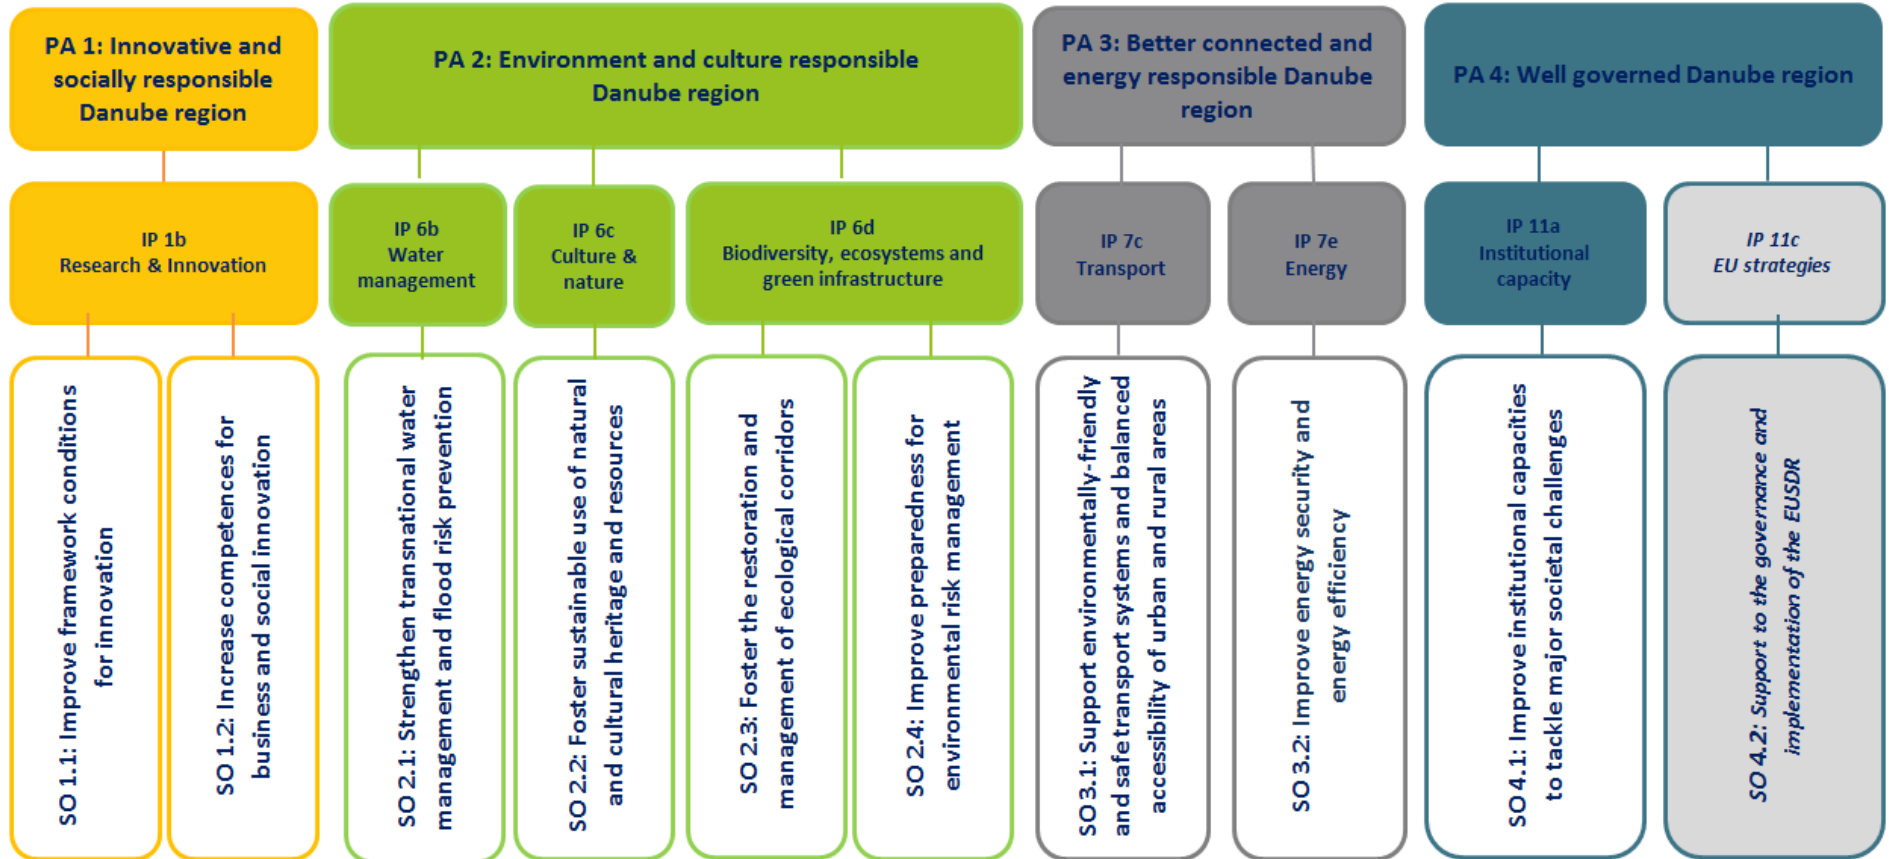 PA 1: Innovative and
socially responsible
Danube region
PA 2: Environment and culture responsible
Danube region
PA 3: Better connected and
energy responsible Danube
region
PA 4: Well governed Danube region
IP 1b
Research & Innovation
IP 6b
Water
management
IP 6c
Culture &
nature
IP 6d
Biodiversity, ecosystems and
green infrastructure
IP 7c
Transport
IP 7e
Energy
IP 11a
Institutional
capacity
IP 11c
EU strategies
SO 1.1: Improve framework conditions
for innovation
SO 1.2: Increase competences for
business and social innovation
SO 2.1: Strengthen transnational water
management and flood risk prevention
SO 2.2: Foster sustainable use of natural
and cultural heritage and resources
SO 2.3: Foster the restoration and
management of ecological corridors
SO 2.4: Improve preparedness for
environmental risk management
SO 3.1: Support environmentally-friendly
and safe transport systems and balanced
accessibility of urban and rural areas
SO 3.2: Improve energy security and
energy efficiency
SO 4.1: Improve institutional capacities
to tackle major societal challenges
SO 4.2: Support to the governance and
implementation of the EUSDR